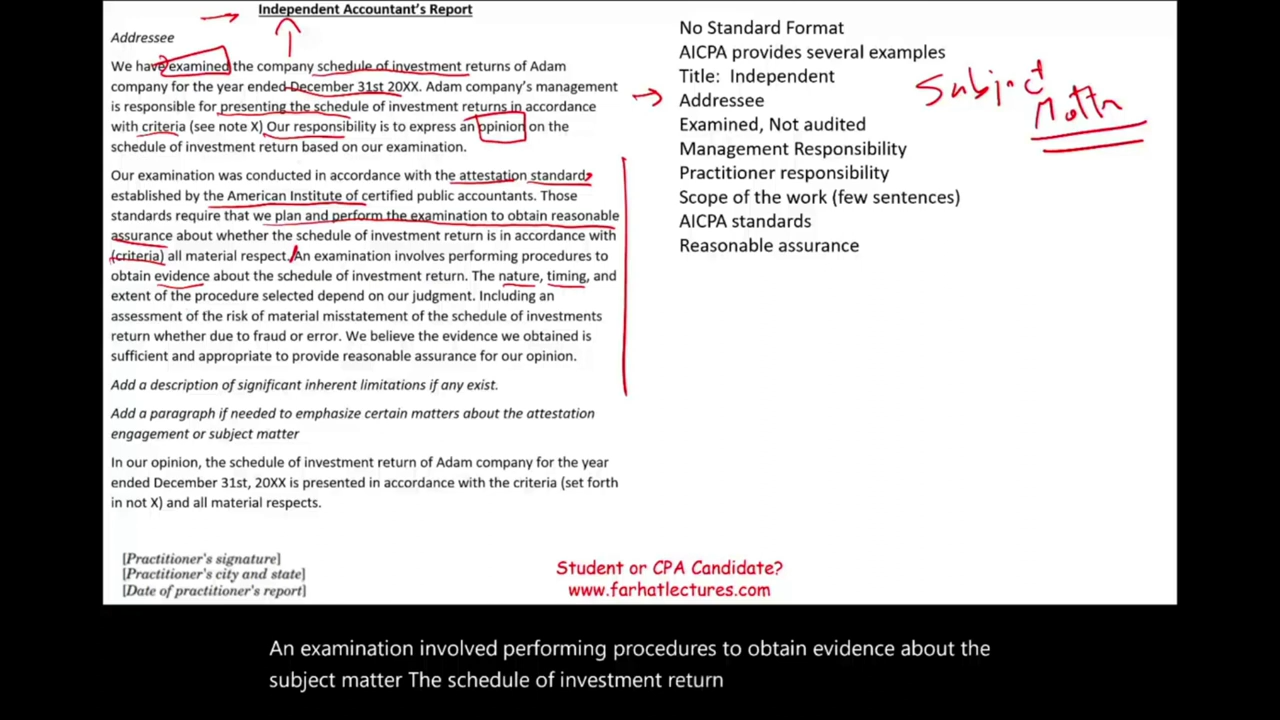 Independent Accountant's Report
Addressee
We have examined the company schedule of investment returns of Adam
company for the year ended December 31st 20XX. Adam company's management
is responsible for presenting the schedule of investment returns in accordance
with criteria (see note X) Our responsibility is to express an opinion on the
schedule of investment return based on our examination.
Our examination was conducted in accordance with the attestation standards
established by the American Institute of certified public accountants. Those
standards require that we plan and perform the examination to obtain reasonable
assurance about whether the schedule of investment return is in accordance with
(criteria) all material respect. An examination involves performing procedures to
obtain evidence about the schedule of investment return. The nature, timing, and
extent of the procedure selected depend on our judgment. Including an
assessment of the risk of material misstatement of the schedule of investments
return whether due to fraud or error. We believe the evidence we obtained is
sufficient and appropriate to provide reasonable assurance for our opinion.
Add a description of significant inherent limitations if any exist.
Add a paragraph if needed to emphasize certain matters about the attestation
engagement or subject matter
In our opinion, the schedule of investment return of Adam company for the year
ended December 31st, 20XX is presented in accordance with the criteria (set forth
in not X) and all material respects.
[Practitioner's signature]
[Practitioner's city and state]
[Date of practitioner's report]
No Standard Format
AICPA provides several examples
Title: Independent
Addressee
Examined, Not audited
Management Responsibility
Practitioner responsibility
Scope of the work (few sentences)
AICPA standards
Reasonable assurance
Subject
Matter
Student or CPA Candidate?
www.farhatlectures.com
An examination involved performing procedures to obtain evidence about the
subject matter The schedule of investment return